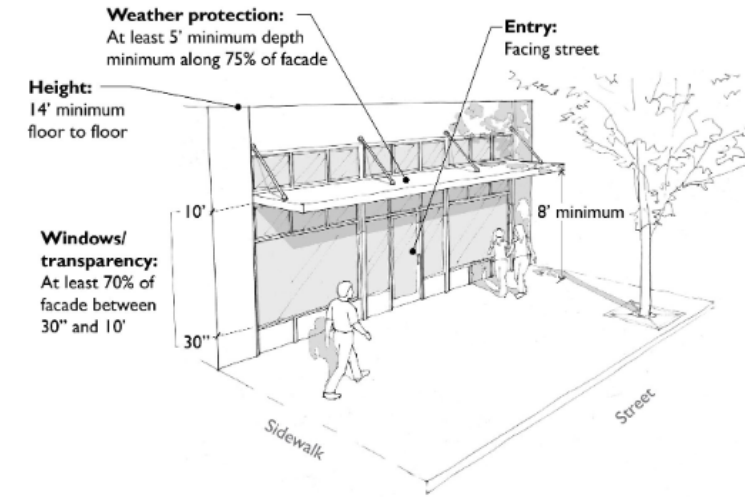 Weather protection:
At least 5' minimum depth
minimum along 75% of facade
Entry:
Facing street
Height:
14' minimum
floor to floor
10'
8' minimum
Windows/
transparency:
At least 70% of
facade between
30" and 10'
30"
Sidewalk
Street